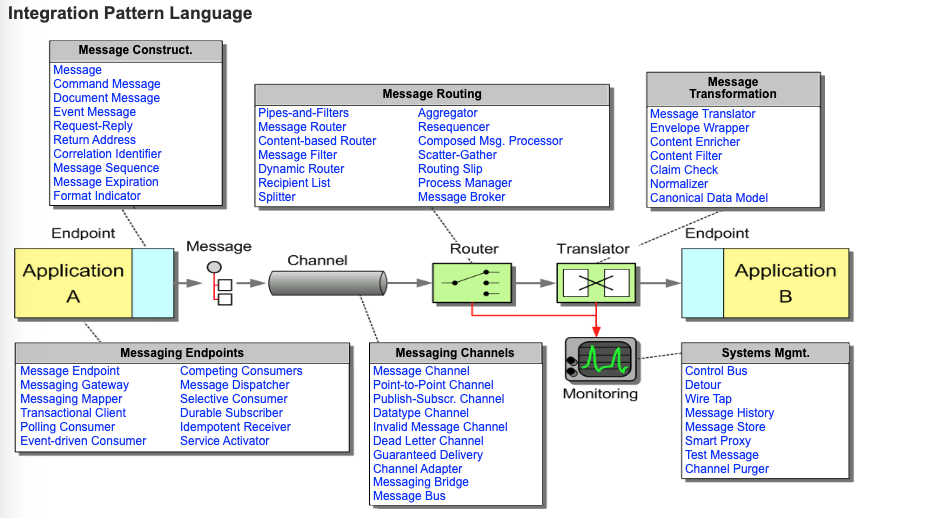 Integration Pattern Language
Message Construct.
Message
Command Message
Document Message
Event Message
Request-Reply
Return Address
Correlation Identifier
Message Sequence
Message Expiration
Format Indicator
Message Routing
Pipes-and-Filters
Message Router
Content-based Router
Message Filter
Dynamic Router
Recipient List
Splitter
Aggregator
Resequencer
Composed Msg. Processor
Scatter-Gather
Routing Slip
Process Manager
Message Broker
Message
Transformation
Message Translator
Envelope Wrapper
Content Enricher
Content Filter
Claim Check
Normalizer
Canonical Data Model
Endpoint
Application
A
Message
Channel
Router
Translator
Endpoint
Application
B
Monitoring
Messaging Endpoints
Message Endpoint
Messaging Gateway
Messaging Mapper
Transactional Client
Polling Consumer
Event-driven Consumer
Competing Consumers
Message Dispatcher
Selective Consumer
Durable Subscriber
Idempotent Receiver
Service Activator
Messaging Channels
Message Channel
Point-to-Point Channel
Publish-Subscr. Channel
Datatype Channel
Invalid Message Channel
Dead Letter Channel
Guaranteed Delivery
Channel Adapter
Messaging Bridge
Message Bus
Systems Mgmt.
Control Bus
Detour
Wire Tap
Message History
Message Store
Smart Proxy
Test Message
Channel Purger